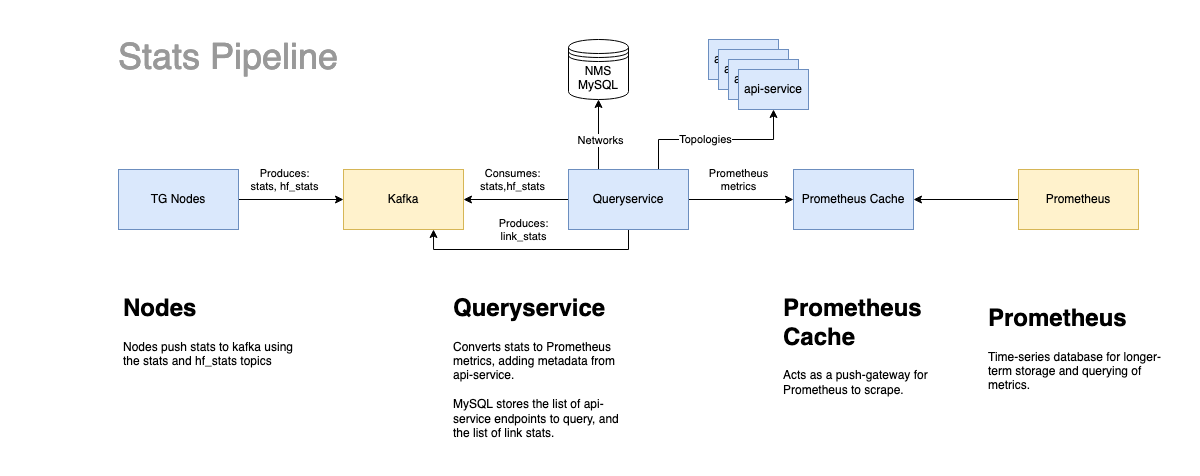 Stats Pipeline
NMS
MySQL
a
a
a
api-service
Networks
Topologies
Produces:
stats, hf_stats
Consumes:
stats,hf_stats
Prometheus
metrics
TG Nodes
Kafka
Queryservice
Prometheus Cache
Prometheus
Produces:
link_stats
Nodes
Nodes push stats to kafka using
the stats and hf_stats topics
Queryservice
Converts stats to Prometheus
metrics, adding metadata from
api-service.
MySQL stores the list of api-
service endpoints to query, and
the list of link stats.
Prometheus
Cache
Acts as a push-gateway for
Prometheus to scrape.
Prometheus
Time-series database for longer-
term storage and querying of
metrics.